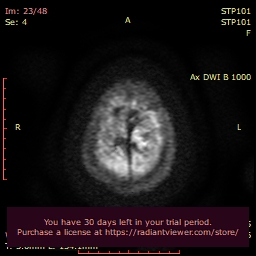 Im: 23/48
Se: 4
A
STP101
STP101
F
Ax DWI B 1000
R
L
You have 30 days left in your trial period.
Purchase a license at https://radiantviewer.com/store/